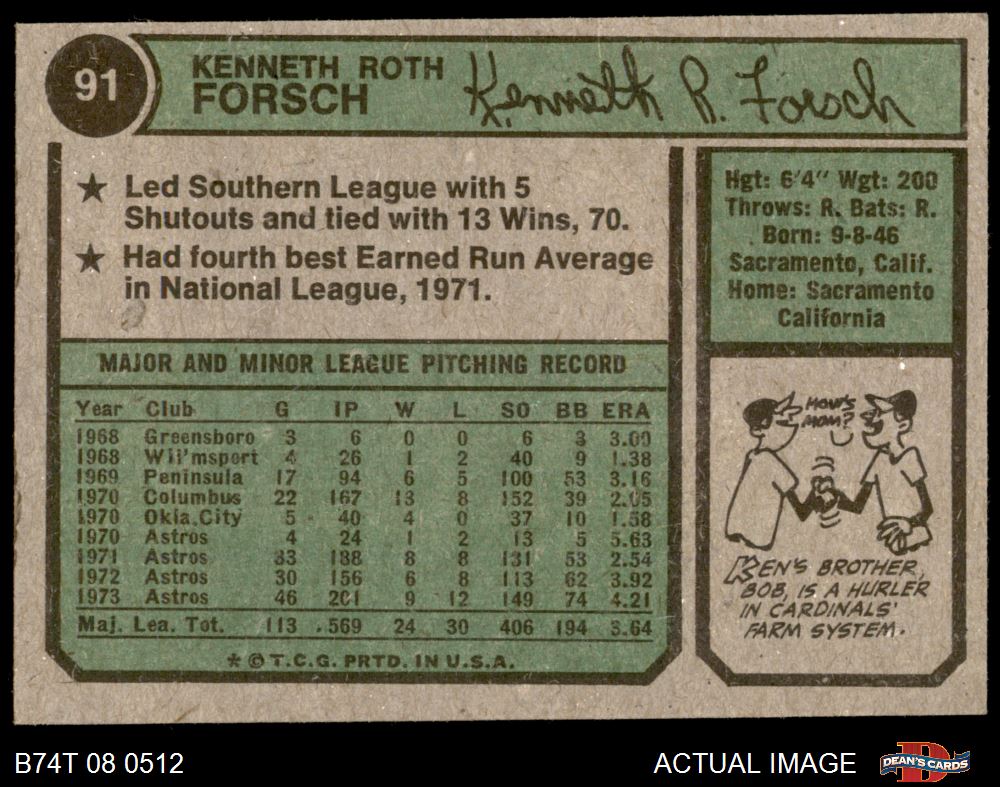 91
KENNETH ROTH
FORSCH
Kenneth R. Forsch
★ Led Southern League with 5
Shutouts and tied with 13 Wins, 70.
★ Had fourth best Earned Run Average
in National League, 1971.
Hgt: 6'4" Wgt: 200
Throws: R. Bats: R.
Born: 9-8-46
Sacramento, Calif.
Home: Sacramento
California
MAJOR AND MINOR LEAGUE PITCHING RECORD
Year Club G IP W L SO BB ERA
1968 Greensboro 3 6 0 0 6 3 3.00
1968 Wil'msport 4 26 1 2 40 9 1.38
1969 Peninsula 17 94 6 5 100 53 3.16
1970 Columbus 22 167 13 8 152 39 2.05
1970 Okla.City 5 40 4 0 37 10 1.58
1970 Astros 4 24 1 2 13 5 5.63
1971 Astros 33 188 8 8 131 53 2.54
1972 Astros 30 156 6 8 113 62 3.92
1973 Astros 46 201 9 12 149 74 4.21
Maj. Lea. Tot. 113 569 24 30 406 194 3.64
* © T.C.G. PRTD. IN U.S.A.
HOW'S
MOM?
KEN'S BROTHER,
BOB, IS A HURLER
IN CARDINALS'
FARM SYSTEM.
B74T 08 0512
ACTUAL IMAGE
D
DEAN'S CARDS